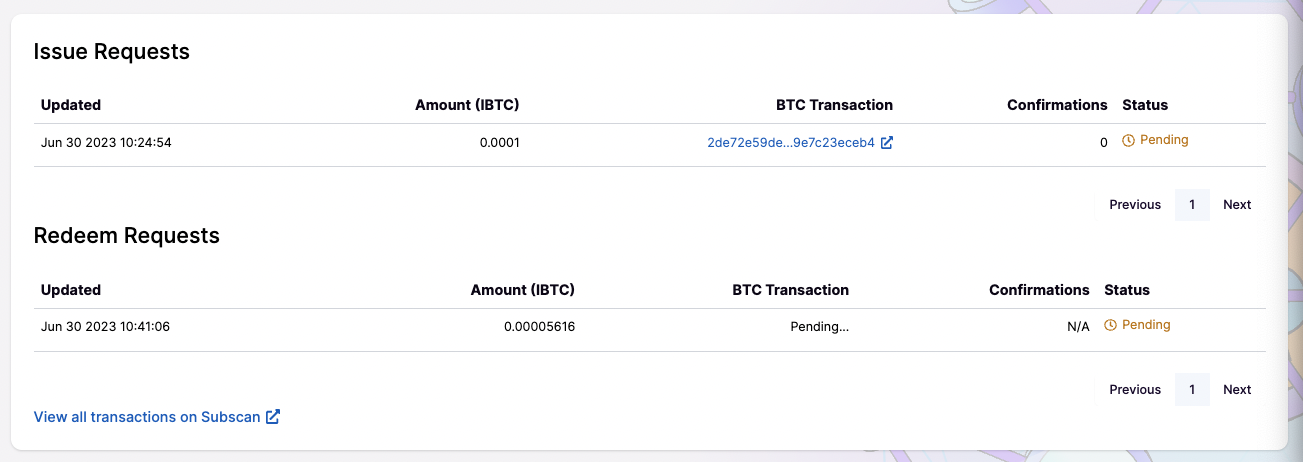 Issue Requests
Updated Amount (IBTC) BTC Transaction Confirmations Status
Jun 30 2023 10:24:54 0.0001 2de72e59de...9e7c23eceb4 0 Pending
Previous 1 Next
Redeem Requests
Updated Amount (IBTC) BTC Transaction Confirmations Status
Jun 30 2023 10:41:06 0.00005616 Pending... N/A Pending
Previous 1 Next
View all transactions on Subscan